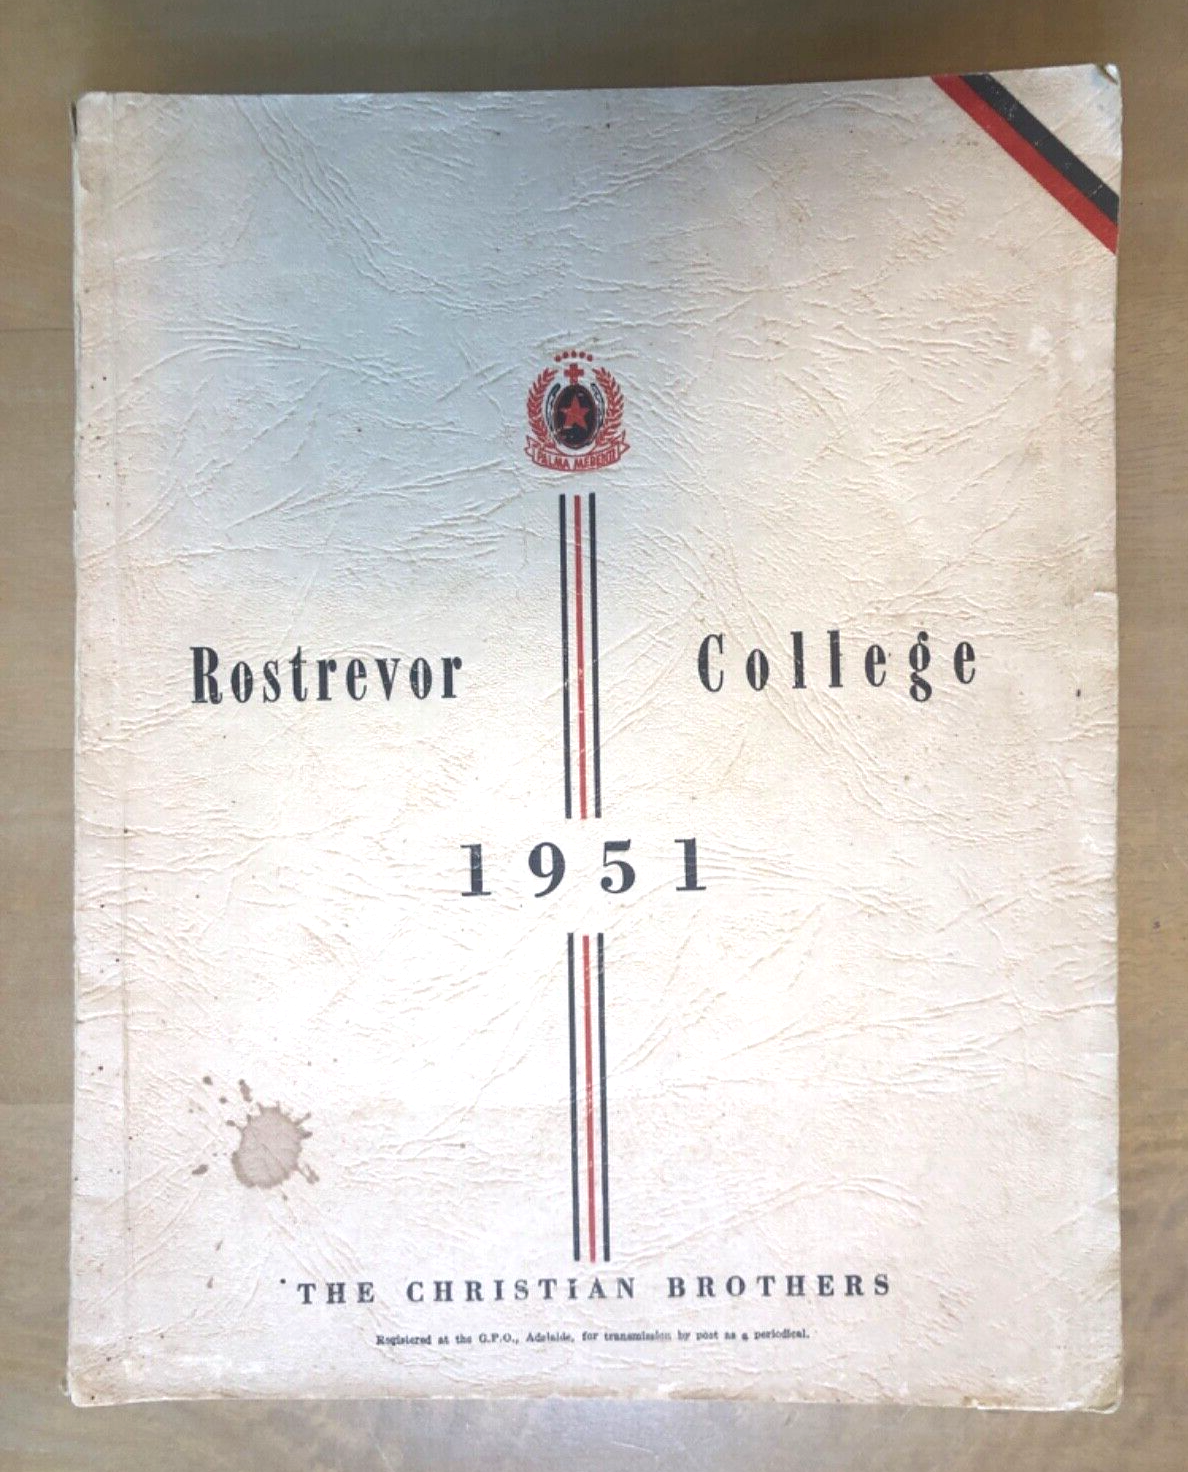 PALMA MERENTI
Rostrevor College
1951
THE CHRISTIAN BROTHERS
Registered at the G.P.O., Adelaide, for transmission by post as a periodical.